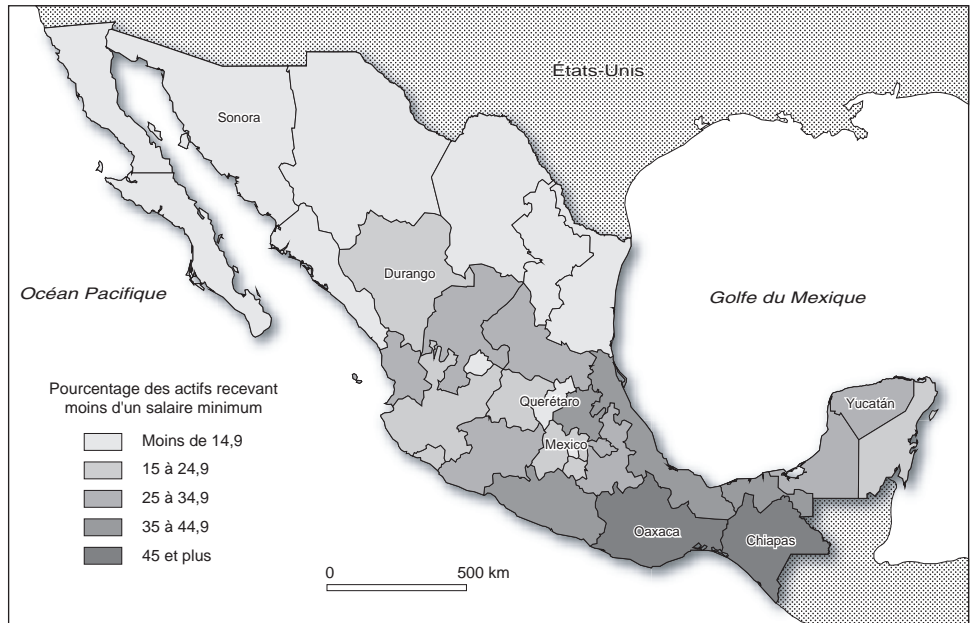 États-Unis
Sonora
Durango
Océan Pacifique
Golfe du Mexique
Pourcentage des actifs recevant
moins d'un salaire minimum
Moins de 14,9
15 à 24,9
25 à 34,9
35 à 44,9
45 et plus
Querétaro
Yucatán
Mexico
Oaxaca
Chiapas
0 500 km